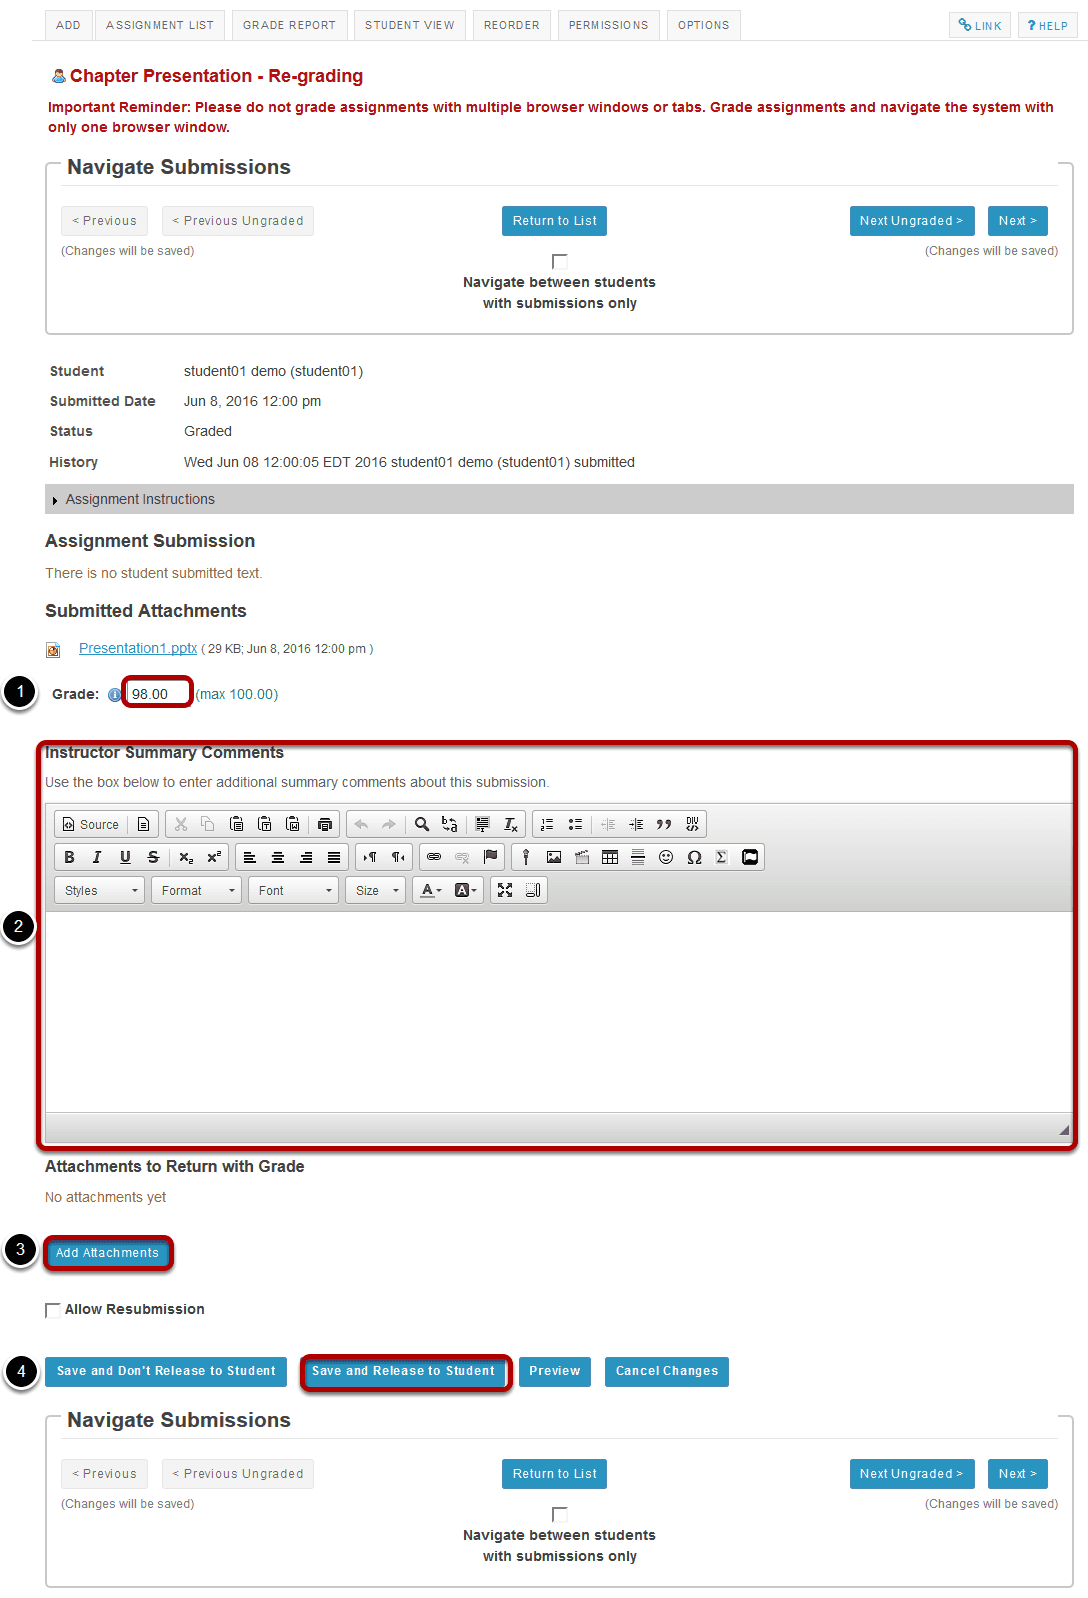 ADD ASSIGNMENT LIST GRADE REPORT STUDENT VIEW REORDER PERMISSIONS OPTIONS LINK ? HELP
Chapter Presentation - Re-grading
Important Reminder: Please do not grade assignments with multiple browser windows or tabs. Grade assignments and navigate the system with
only one browser window.
Navigate Submissions
< Previous < Previous Ungraded Return to List Next Ungraded > Next >
(Changes will be saved) (Changes will be saved)
Navigate between students
with submissions only
Student student01 demo (student01)
Submitted Date Jun 8, 2016 12:00 pm
Status Graded
History Wed Jun 08 12:00:05 EDT 2016 student01 demo (student01) submitted
Assignment Instructions
Assignment Submission
There is no student submitted text.
Submitted Attachments
Presentation1.pptx ( 29 KB; Jun 8, 2016 12:00 pm )
1 Grade: 98.00 (max 100.00)
Instructor Summary Comments
Use the box below to enter additional summary comments about this submission.
Source
B I U S x₂ x²
Styles Format Font Size A A
2
Attachments to Return with Grade
No attachments yet
3 Add Attachments
Allow Resubmission
4 Save and Don't Release to Student Save and Release to Student Preview Cancel Changes
Navigate Submissions
< Previous < Previous Ungraded Return to List Next Ungraded > Next >
(Changes will be saved) (Changes will be saved)
Navigate between students
with submissions only